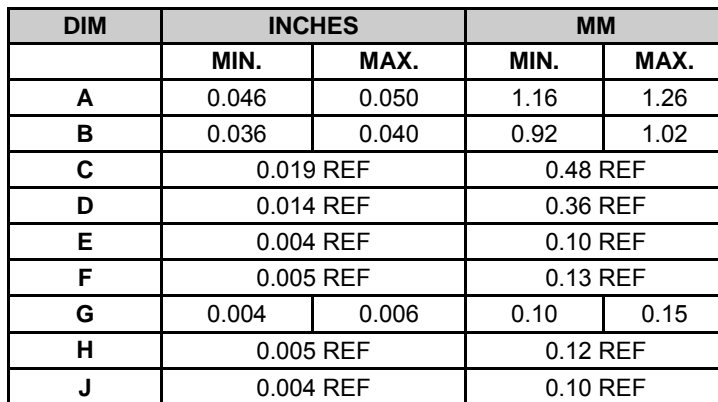 DIM INCHES MM
MIN. MAX. MIN. MAX.
A 0.046 0.050 1.16 1.26
B 0.036 0.040 0.92 1.02
C 0.019 REF 0.48 REF
D 0.014 REF 0.36 REF
E 0.004 REF 0.10 REF
F 0.005 REF 0.13 REF
G 0.004 0.006 0.10 0.15
H 0.005 REF 0.12 REF
J 0.004 REF 0.10 REF